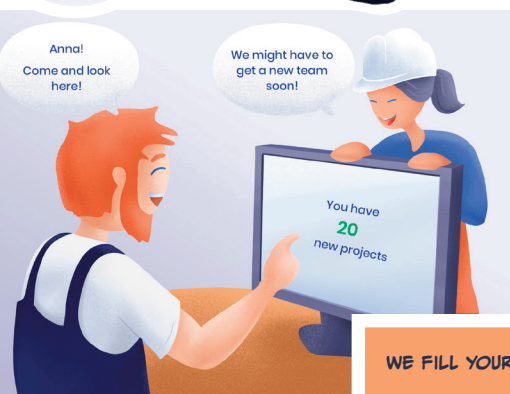 Anna!
Come and look
here!
We might have to
get a new team
soon!
You have
20
new projects
WE FILL YOUR